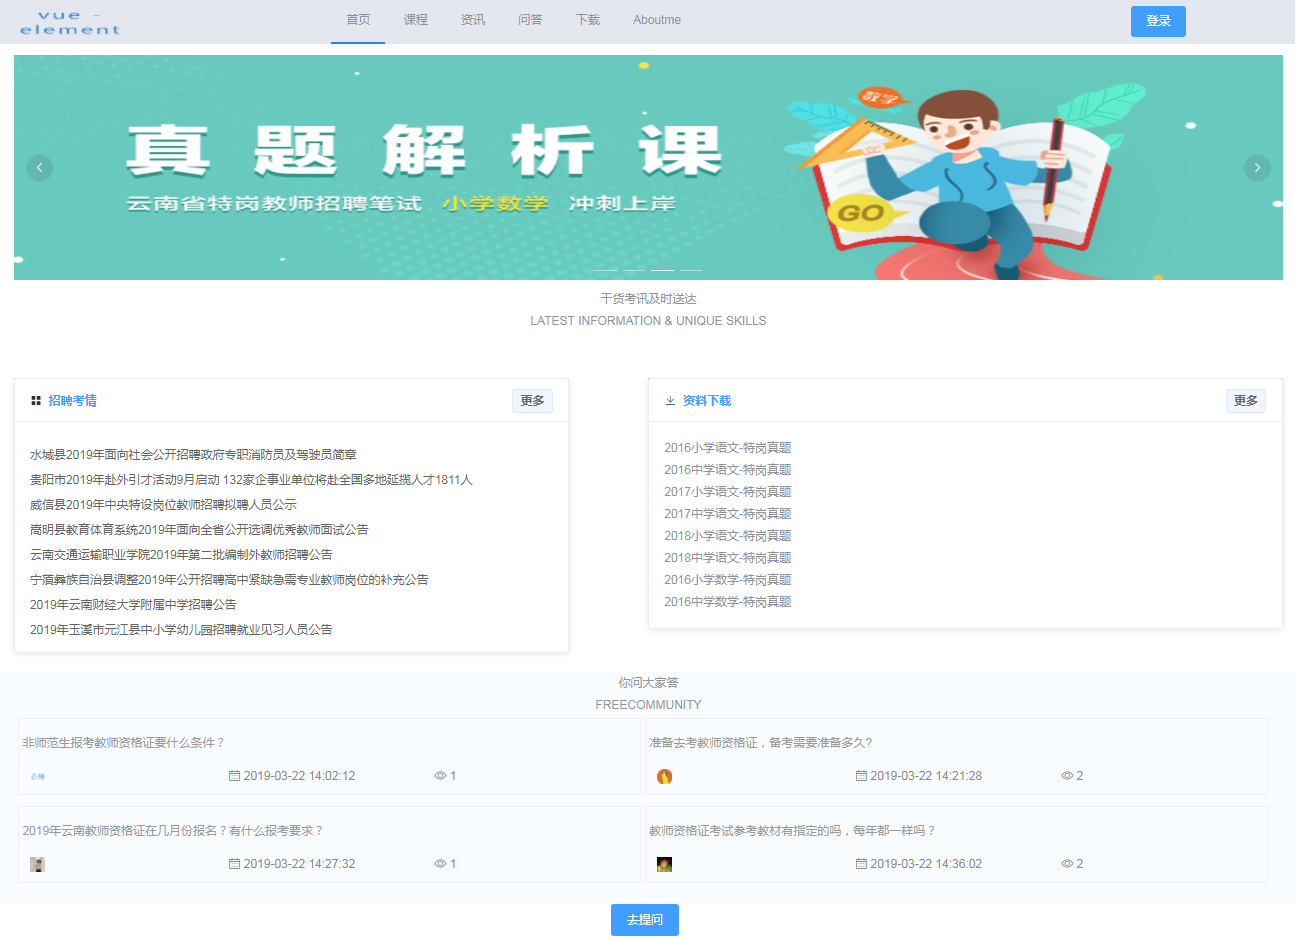 vue -
element
首页 课程 资讯 问答 下载 Aboutme
登录
真题解析课
云南省特岗教师招聘笔试 小学数学 冲刺上岸
数学
GO
干货考讯及时送达
LATEST INFORMATION & UNIQUE SKILLS
招聘考情
更多
水城县2019年面向社会公开招聘政府专职消防员及驾驶员简章
贵阳市2019年赴外引才活动9月启动 132家企事业单位将赴全国多地延揽人才1811人
威信县2019年中央特设岗位教师招聘拟聘人员公示
嵩明县教育体育系统2019年面向全省公开选调优秀教师面试公告
云南交通运输职业学院2019年第二批编制外教师招聘公告
宁蒗彝族自治县调整2019年公开招聘高中紧缺急需专业教师岗位的补充公告
2019年云南财经大学附属中学招聘公告
2019年玉溪市元江县中小学幼儿园招聘就业见习人员公告
资料下载
更多
2016小学语文-特岗真题
2016中学语文-特岗真题
2017小学语文-特岗真题
2017中学语文-特岗真题
2018小学语文-特岗真题
2018中学语文-特岗真题
2016小学数学-特岗真题
2016中学数学-特岗真题
你问大家答
FREECOMMUNITY
非师范生报考教师资格证要什么条件？
2019-03-22 14:02:12 1
准备去考教师资格证，备考需要准备多久?
2019-03-22 14:21:28 2
2019年云南教师资格证在几月份报名？有什么报考要求？
2019-03-22 14:27:32 1
教师资格证考试参考教材有指定的吗，每年都一样吗？
2019-03-22 14:36:02 2
去提问